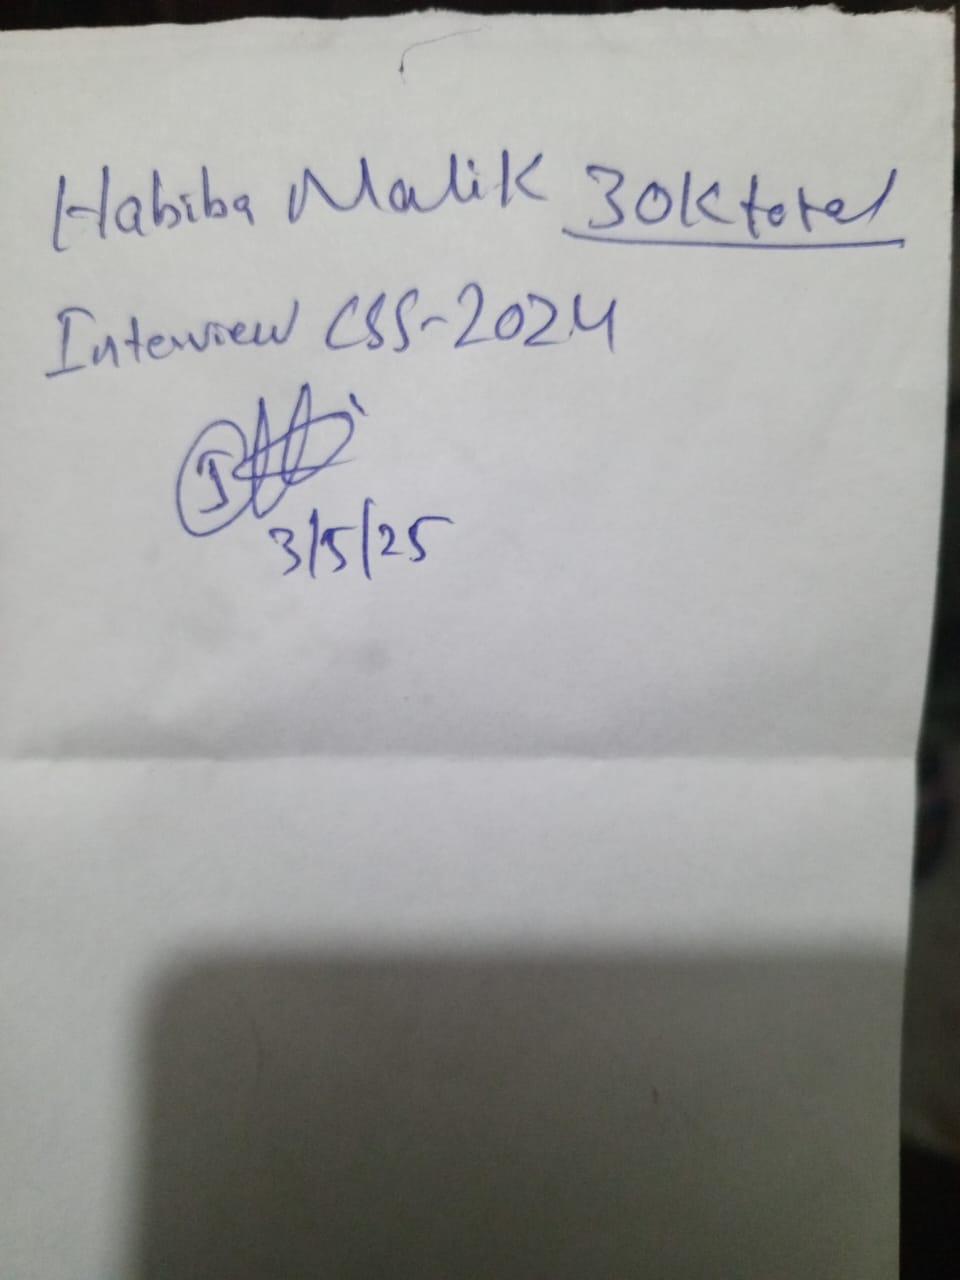 Habiba Malik 30K total
Interview CSS-2024
3/5/25